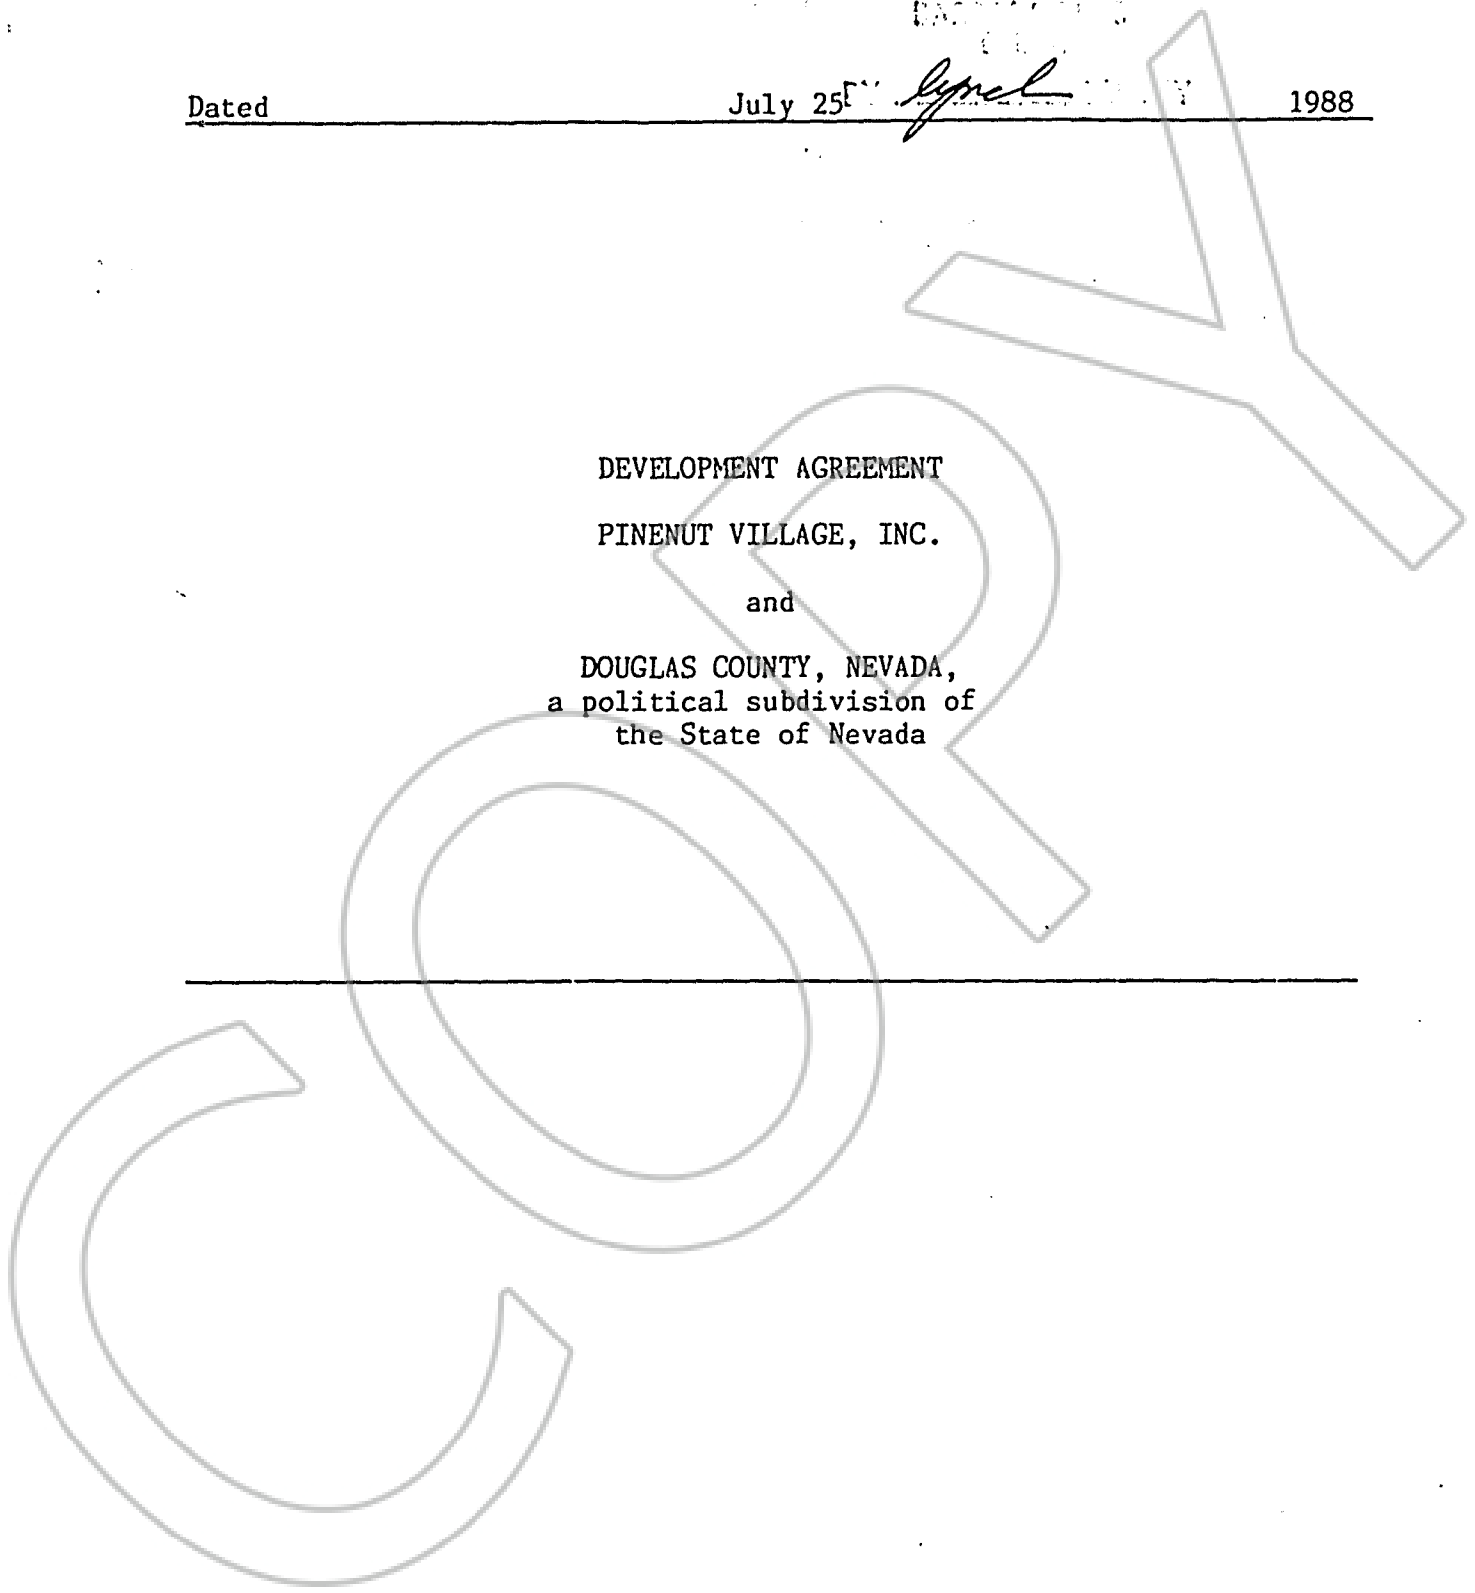 Dated July 25 1988
DEVELOPMENT AGREEMENT
PINENUT VILLAGE, INC.
and
DOUGLAS COUNTY, NEVADA,
a political subdivision of
the State of Nevada
COPY